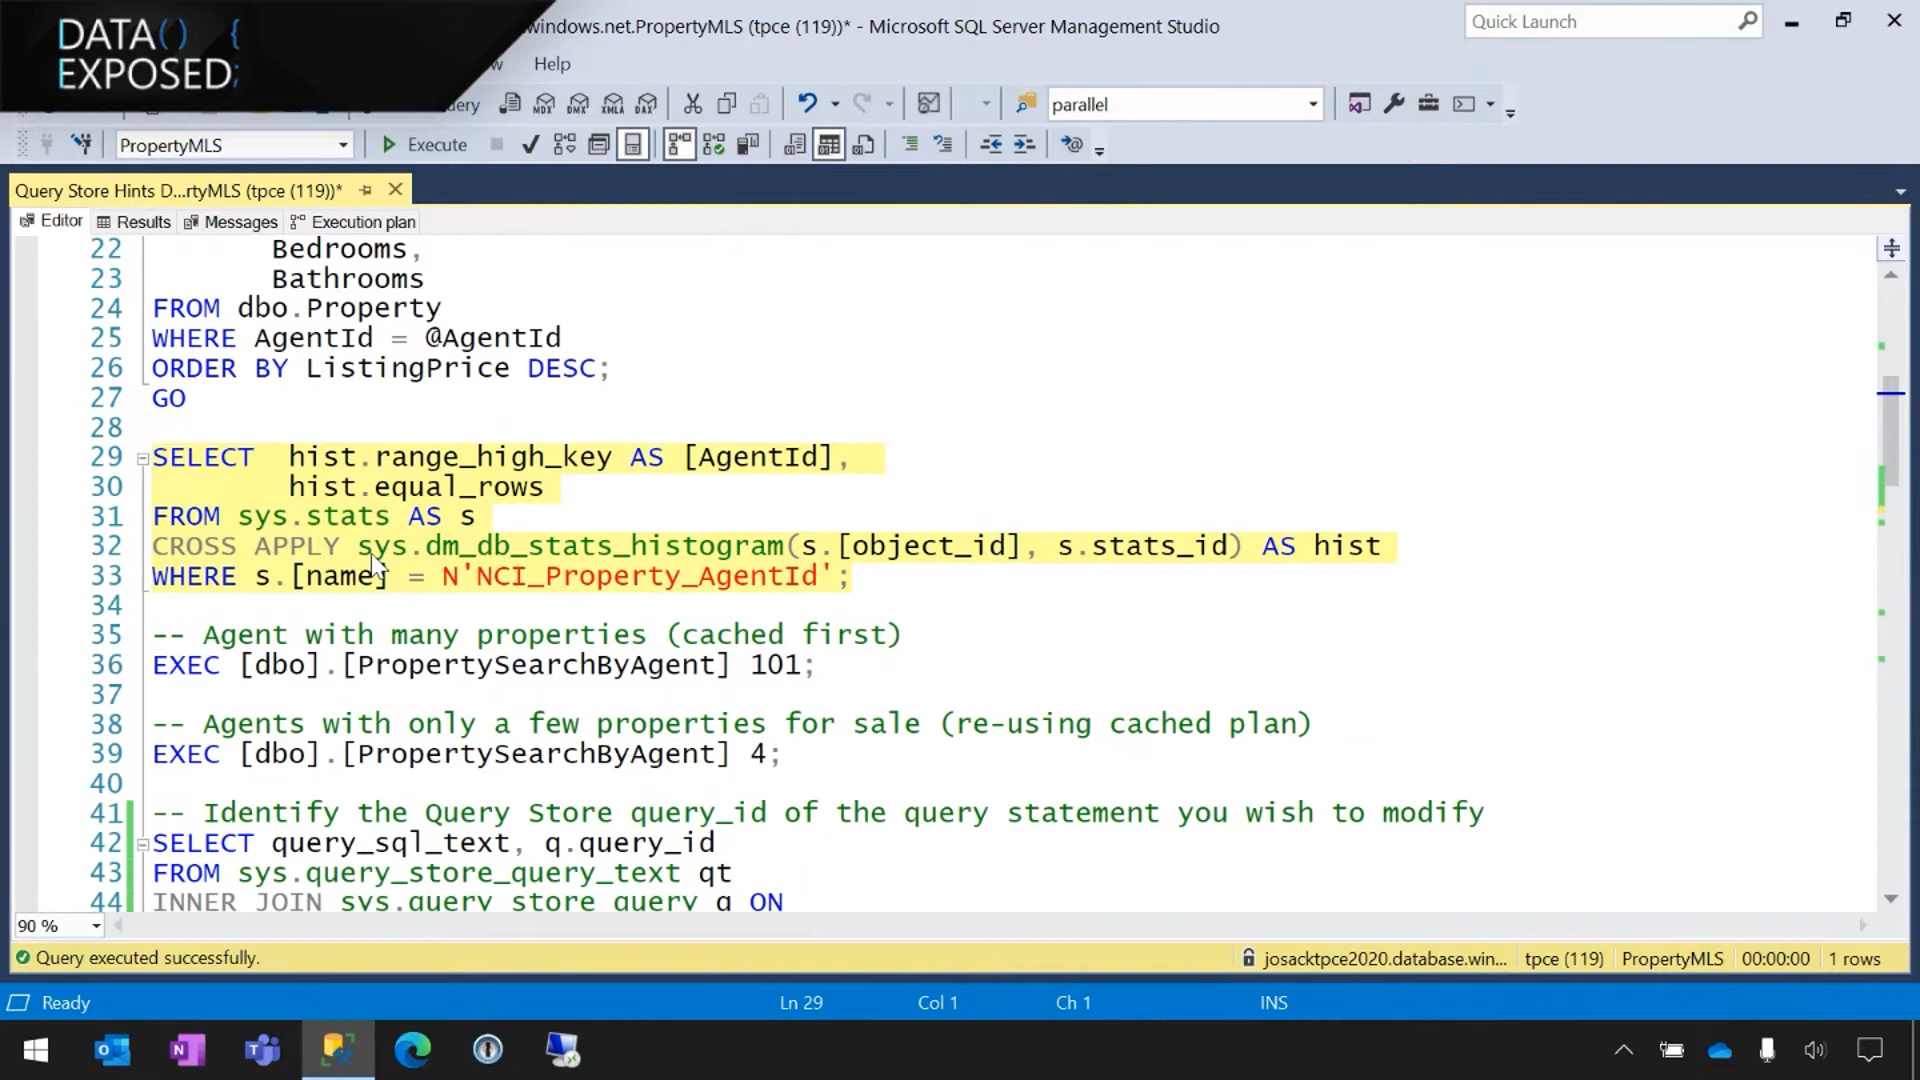 DATA() {
EXPOSED;
windows.net.PropertyMLS (tpce (119))* - Microsoft SQL Server Management Studio
Quick Launch
Help
MDX
DMX
XMLA
DAX
parallel
PropertyMLS
Execute
Query Store Hints D...rtyMLS (tpce (119))*
Editor
Results
Messages
Execution plan
22 Bedrooms,
23 Bathrooms
24 FROM dbo.Property
25 WHERE AgentId = @AgentId
26 ORDER BY ListingPrice DESC;
27 GO
28
29 SELECT hist.range_high_key AS [AgentId],
30 hist.equal_rows
31 FROM sys.stats AS s
32 CROSS APPLY sys.dm_db_stats_histogram(s.[object_id], s.stats_id) AS hist
33 WHERE s.[name] = N'NCI_Property_AgentId';
34
35 -- Agent with many properties (cached first)
36 EXEC [dbo].[PropertySearchByAgent] 101;
37
38 -- Agents with only a few properties for sale (re-using cached plan)
39 EXEC [dbo].[PropertySearchByAgent] 4;
40
41 -- Identify the Query Store query_id of the query statement you wish to modify
42 SELECT query_sql_text, q.query_id
43 FROM sys.query_store_query_text qt
44 INNER JOIN sys.query_store_query q ON
90 %
Query executed successfully.
josacktpce2020.database.win...
tpce (119)
PropertyMLS
00:00:00
1 rows
Ready
Ln 29
Col 1
Ch 1
INS